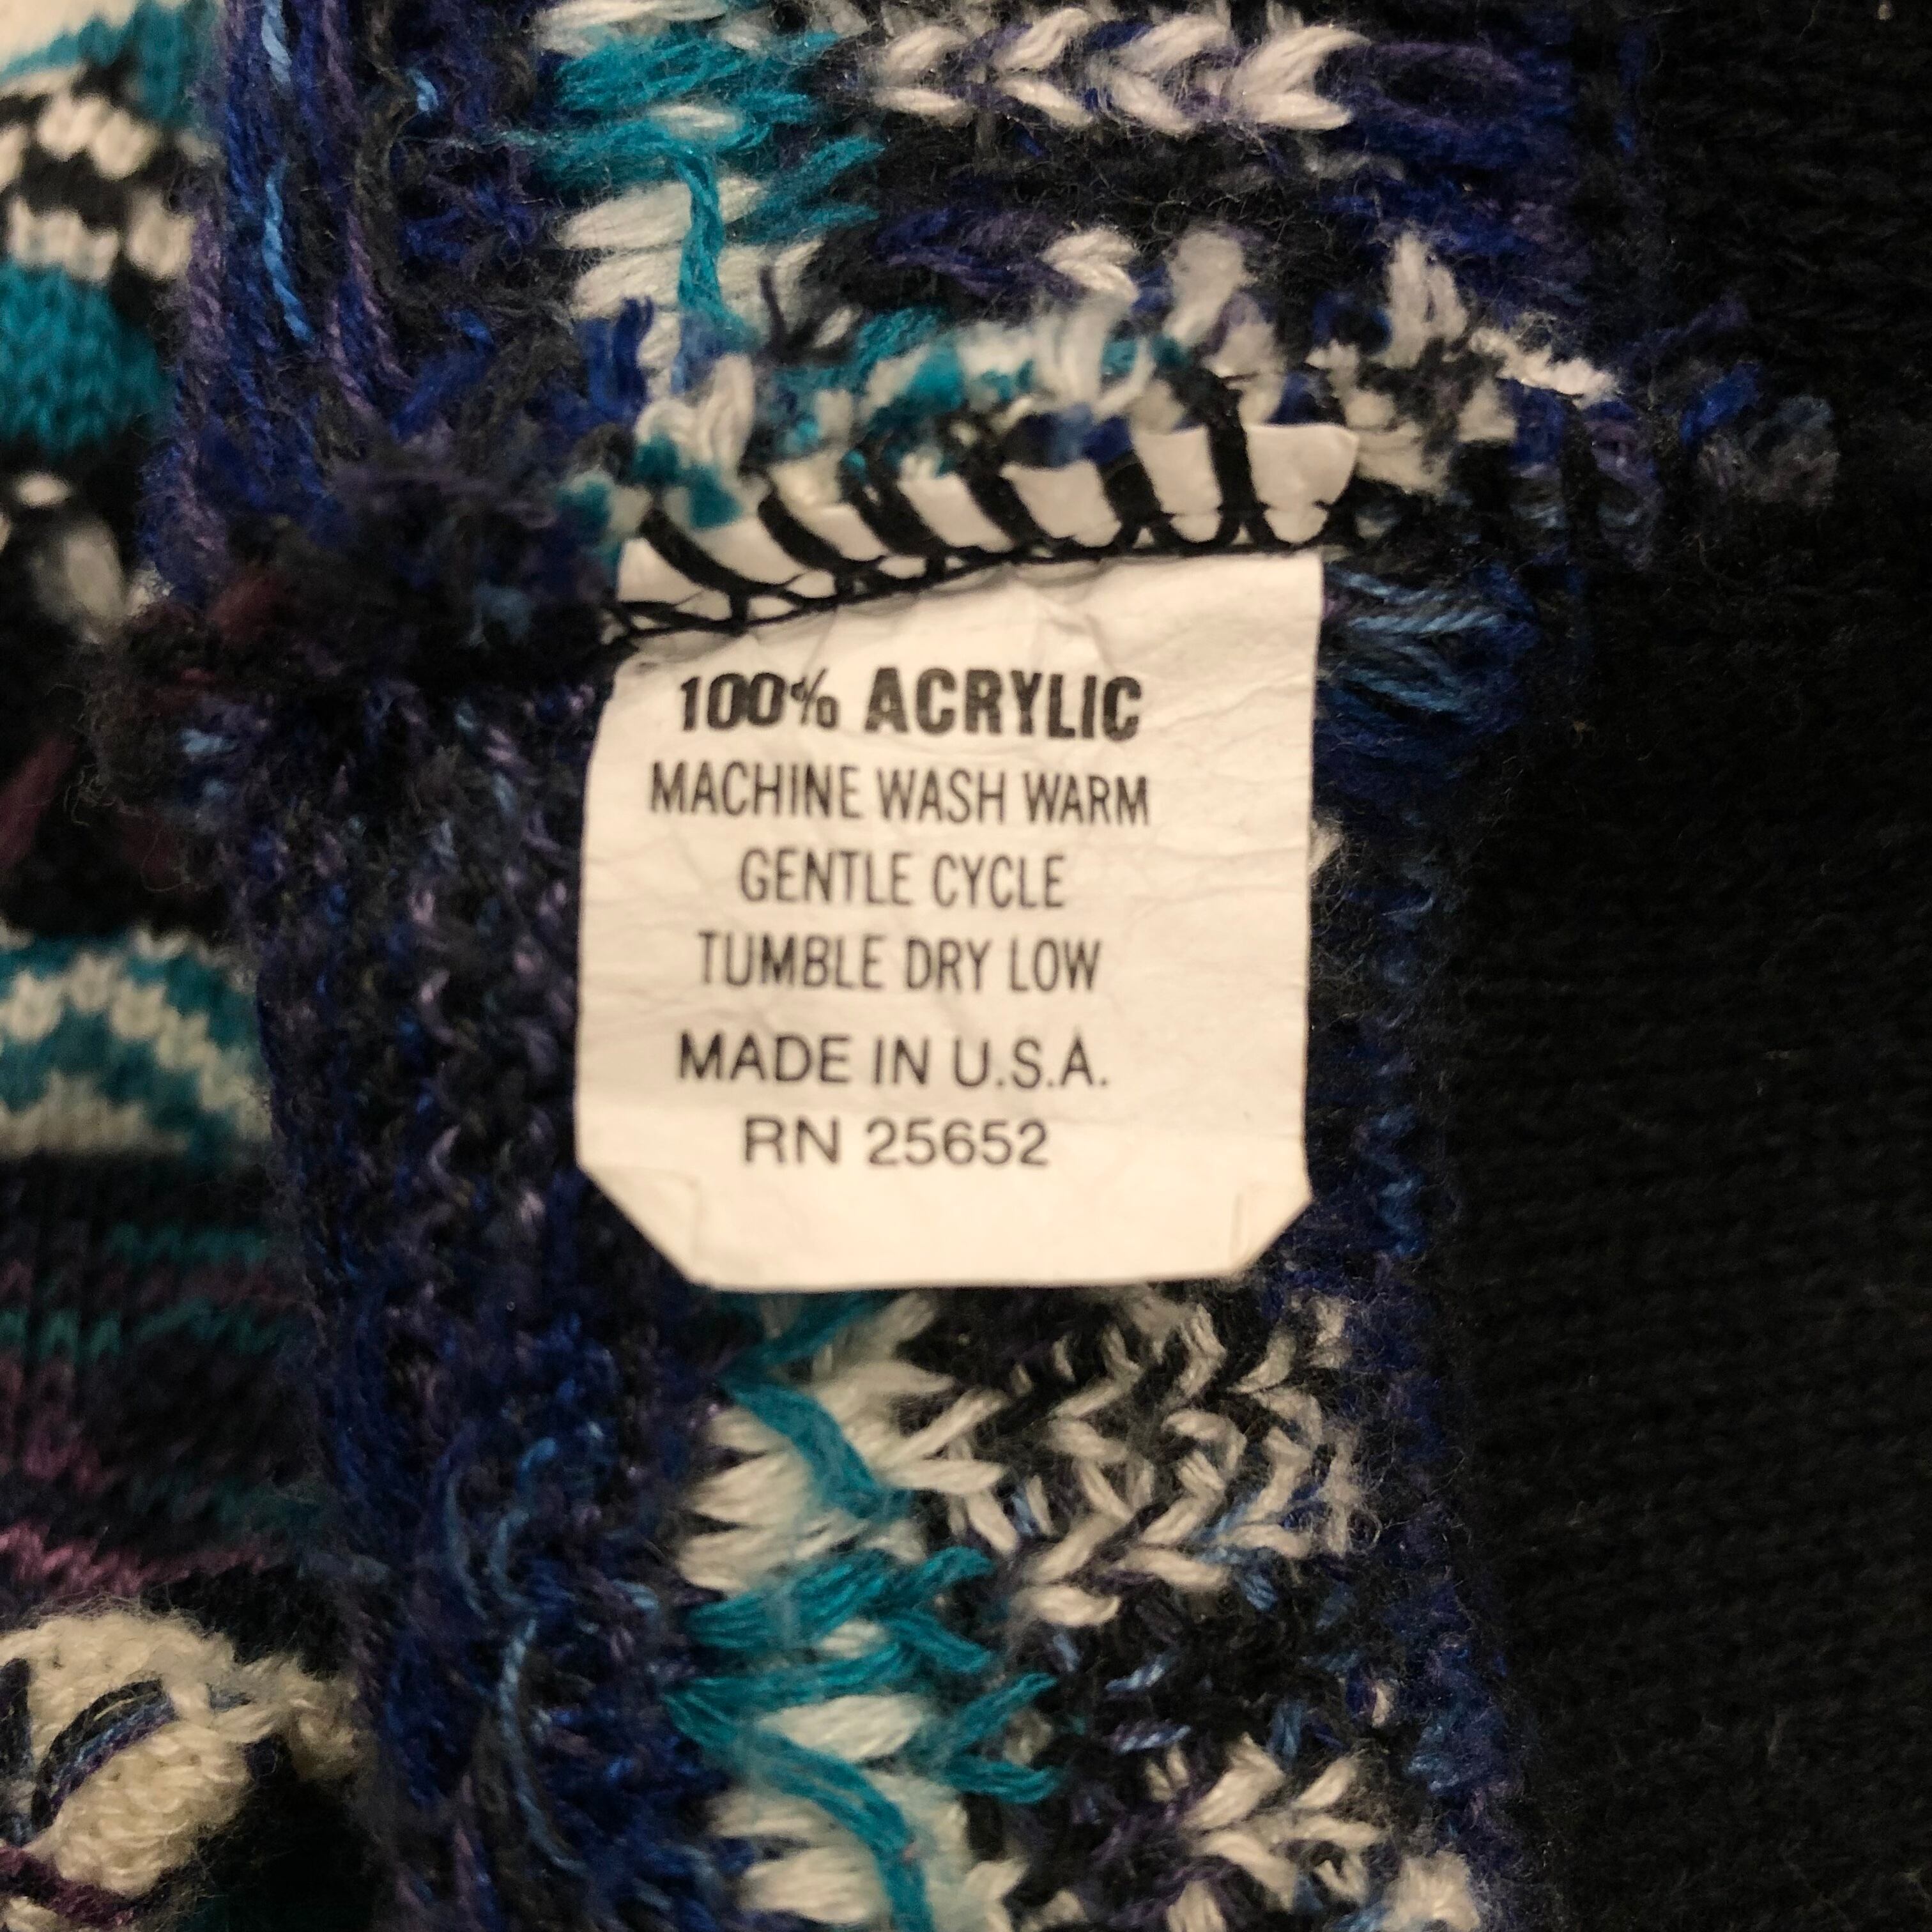 100% ACRYLIC
MACHINE WASH WARM
GENTLE CYCLE
TUMBLE DRY LOW
MADE IN U.S.A.
RN 25652